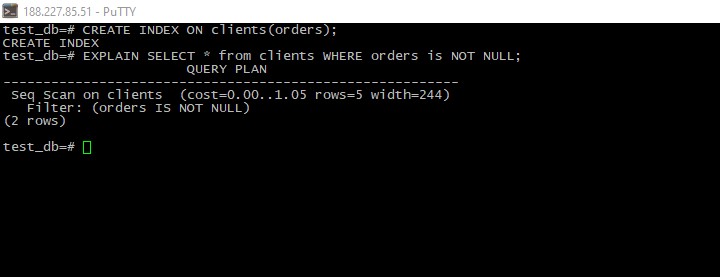 188.227.85.51 - PuTTY
test_db=# CREATE INDEX ON clients(orders);
CREATE INDEX
test_db=# EXPLAIN SELECT * from clients WHERE orders is NOT NULL;
                       QUERY PLAN
---------------------------------------------------------
 Seq Scan on clients  (cost=0.00..1.05 rows=5 width=244)
   Filter: (orders IS NOT NULL)
(2 rows)
test_db=#